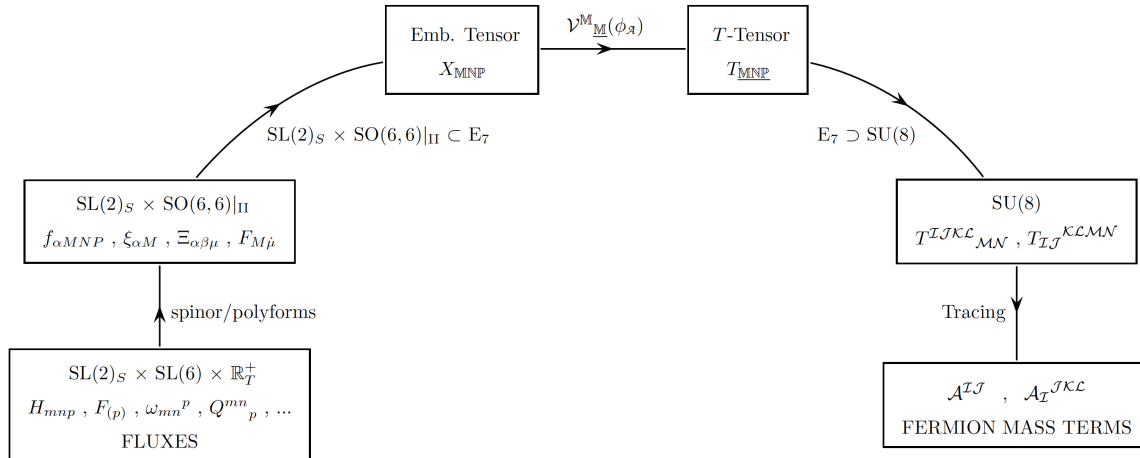 Emb. Tensor
X_{𝕄ℕℙ}
𝒱^𝕄_{\underline{𝕄}}(ϕ_𝒜)
T-Tensor
T_{\underline{𝕄ℕℙ}}
SL(2)_S × SO(6,6)|_{II} ⊂ E_7
E_7 ⊃ SU(8)
SL(2)_S × SO(6,6)|_{II}
f_{αMNP} , ξ_{αM} , Ξ_{αβμ} , F_{M\dot{μ}}
SU(8)
T^{ℐ𝒥𝒦ℒ}_{ℳ𝒩} , T_{ℐ𝒥}^{𝒦ℒℳ𝒩}
spinor/polyforms
Tracing
SL(2)_S × SL(6) × ℝ^+_T
H_{mnp} , F_{(p)} , ω_{mn}^p , Q^{mn}_p , ...
FLUXES
𝒜^{ℐ𝒥} , 𝒜_ℐ^{𝒥𝒦ℒ}
FERMION MASS TERMS